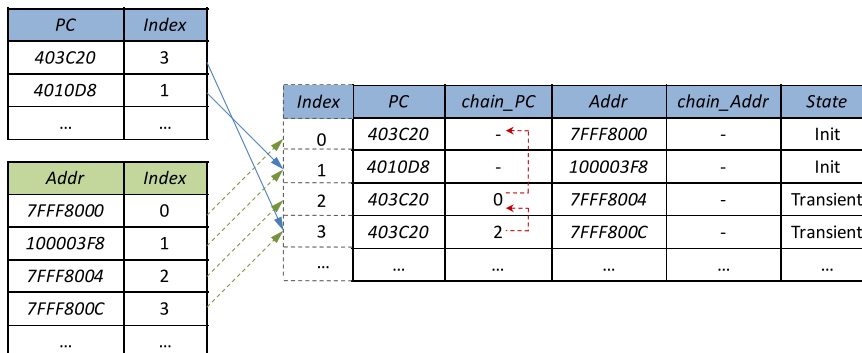 PC Index
403C20 3
4010D8 1
... ...
Addr Index
7FFF8000 0
100003F8 1
7FFF8004 2
7FFF800C 3
... ...
Index PC chain_PC Addr chain_Addr State
0 403C20 - 7FFF8000 - Init
1 4010D8 - 100003F8 - Init
2 403C20 0 7FFF8004 - Transient
3 403C20 2 7FFF800C - Transient
... ... ... ... ... ...